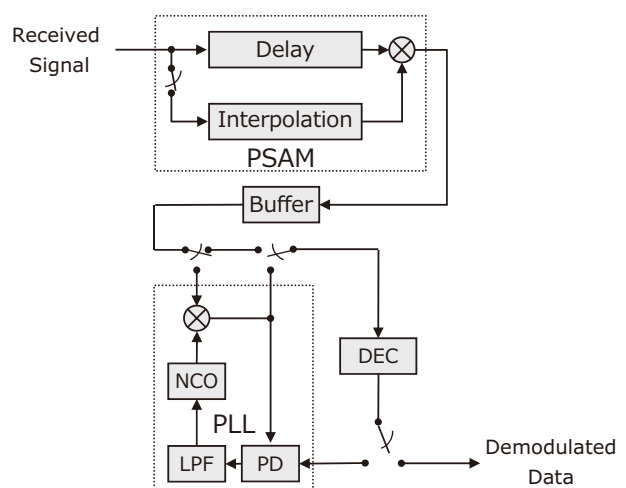 Received
Signal
Delay
Interpolation
PSAM
Buffer
DEC
NCO
PLL
LPF
PD
Demodulated
Data